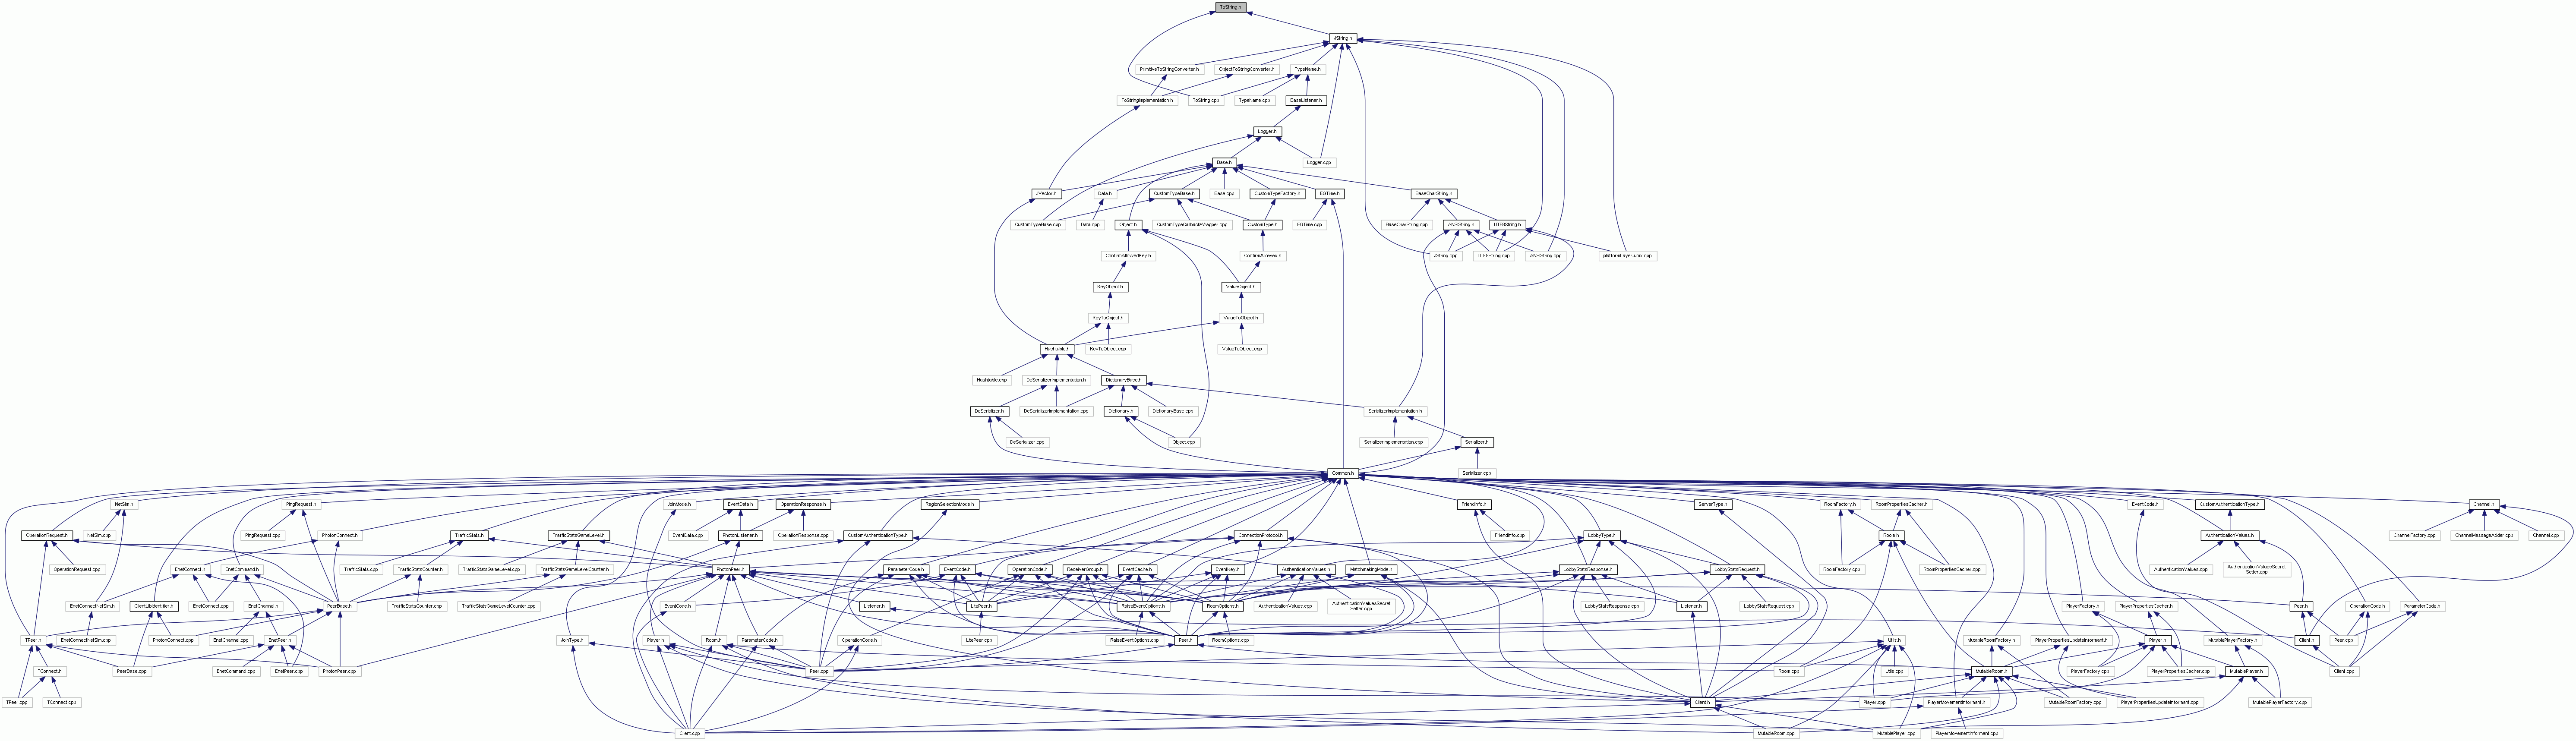 ToString.h
JString.h
PrimitiveToStringConverter.h
ObjectToStringConverter.h
TypeName.h
ToStringImplementation.h
ToString.cpp
TypeName.cpp
BaseListener.h
Logger.h
Base.h
Logger.cpp
JVector.h
Data.h
CustomTypeBase.h
Base.cpp
CustomTypeFactory.h
EGTime.h
BaseCharString.h
CustomTypeBase.cpp
Data.cpp
Object.h
CustomTypeCallbackWrapper.cpp
CustomType.h
EGTime.cpp
BaseCharString.cpp
ANSIString.h
UTF8String.h
ConfirmAllowedKey.h
ConfirmAllowed.h
JString.cpp
UTF8String.cpp
ANSIString.cpp
platformLayer-unix.cpp
KeyObject.h
ValueObject.h
KeyToObject.h
ValueToObject.h
Hashtable.h
KeyToObject.cpp
ValueToObject.cpp
Hashtable.cpp
DeSerializerImplementation.h
DictionaryBase.h
DeSerializer.h
DeSerializerImplementation.cpp
Dictionary.h
DictionaryBase.cpp
SerializerImplementation.h
DeSerializer.cpp
Object.cpp
SerializerImplementation.cpp
Serializer.h
Common.h
Serializer.cpp
NetSim.h
PingRequest.h
JoinMode.h
EventData.h
OperationResponse.h
RegionSelectionMode.h
FriendInfo.h
ServerType.h
RoomFactory.h
RoomPropertiesCacher.h
EventCode.h
CustomAuthenticationType.h
Channel.h
OperationRequest.h
NetSim.cpp
PingRequest.cpp
PhotonConnect.h
TrafficStats.h
TrafficStatsGameLevel.h
EventData.cpp
PhotonListener.h
OperationResponse.cpp
CustomAuthenticationType.h
ConnectionProtocol.h
FriendInfo.cpp
LobbyType.h
Room.h
AuthenticationValues.h
ChannelFactory.cpp
ChannelMessageAdder.cpp
Channel.cpp
OperationRequest.cpp
EnetConnect.h
EnetCommand.h
TrafficStats.cpp
TrafficStatsCounter.h
TrafficStatsGameLevel.cpp
TrafficStatsGameLevelCounter.h
PhotonPeer.h
ParameterCode.h
EventCode.h
OperationCode.h
ReceiverGroup.h
EventCache.h
EventKey.h
AuthenticationValues.h
MatchmakingMode.h
LobbyStatsResponse.h
LobbyStatsRequest.h
RoomFactory.cpp
RoomPropertiesCacher.cpp
AuthenticationValues.cpp
AuthenticationValuesSecret
Setter.cpp
EnetConnectNetSim.h
ClientLibIdentifier.h
EnetConnect.cpp
EnetChannel.h
PeerBase.h
TrafficStatsCounter.cpp
TrafficStatsGameLevelCounter.cpp
EventCode.h
Listener.h
LitePeer.h
RaiseEventOptions.h
RoomOptions.h
AuthenticationValues.cpp
AuthenticationValuesSecret
Setter.cpp
LobbyStatsResponse.cpp
Listener.h
LobbyStatsRequest.cpp
PlayerFactory.h
PlayerPropertiesCacher.h
Peer.h
OperationCode.h
ParameterCode.h
TPeer.h
EnetConnectNetSim.cpp
PhotonConnect.cpp
EnetChannel.cpp
EnetPeer.h
JoinType.h
Player.h
Room.h
ParameterCode.h
OperationCode.h
LitePeer.cpp
RaiseEventOptions.cpp
Peer.h
RoomOptions.cpp
Utils.h
MutableRoomFactory.h
PlayerPropertiesUpdateInformant.h
Player.h
MutablePlayerFactory.h
Client.h
Peer.cpp
TConnect.h
PeerBase.cpp
EnetCommand.cpp
EnetPeer.cpp
PhotonPeer.cpp
Peer.cpp
Room.cpp
Utils.cpp
MutableRoom.h
PlayerFactory.cpp
PlayerPropertiesCacher.cpp
MutablePlayer.h
Client.cpp
TPeer.cpp
TConnect.cpp
Client.h
Player.cpp
PlayerMovementInformant.h
MutableRoomFactory.cpp
PlayerPropertiesUpdateInformant.cpp
MutablePlayerFactory.cpp
Client.cpp
MutableRoom.cpp
MutablePlayer.cpp
PlayerMovementInformant.cpp